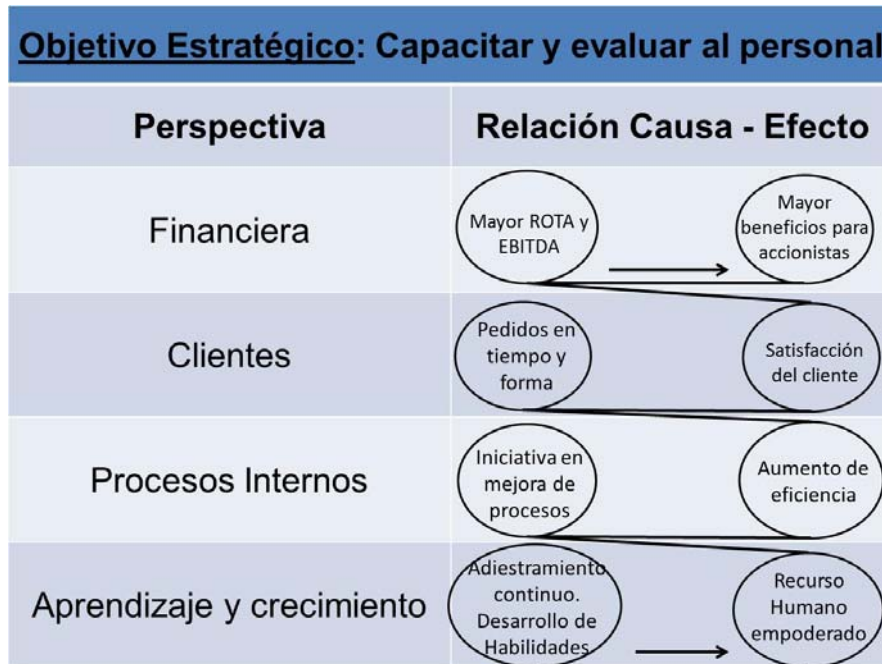 Objetivo Estratégico: Capacitar y evaluar al personal
Perspectiva
Relación Causa - Efecto
Financiera
Mayor ROTA y
EBITDA
Mayor
beneficios para
accionistas
Clientes
Pedidos en
tiempo y
forma
Satisfacción
del cliente
Procesos Internos
Iniciativa en
mejora de
procesos
Aumento de
eficiencia
Aprendizaje y crecimiento
Adiestramiento
continuo.
Desarrollo de
Habilidades
Recurso
Humano
empoderado